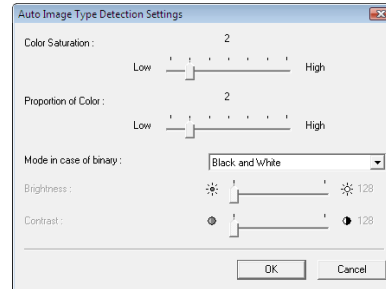 Auto Image Type Detection Settings
Color Saturation : 2
Low High
Proportion of Color : 2
Low High
Mode in case of binary : Black and White
Brightness : 128
Contrast : 128
OK Cancel